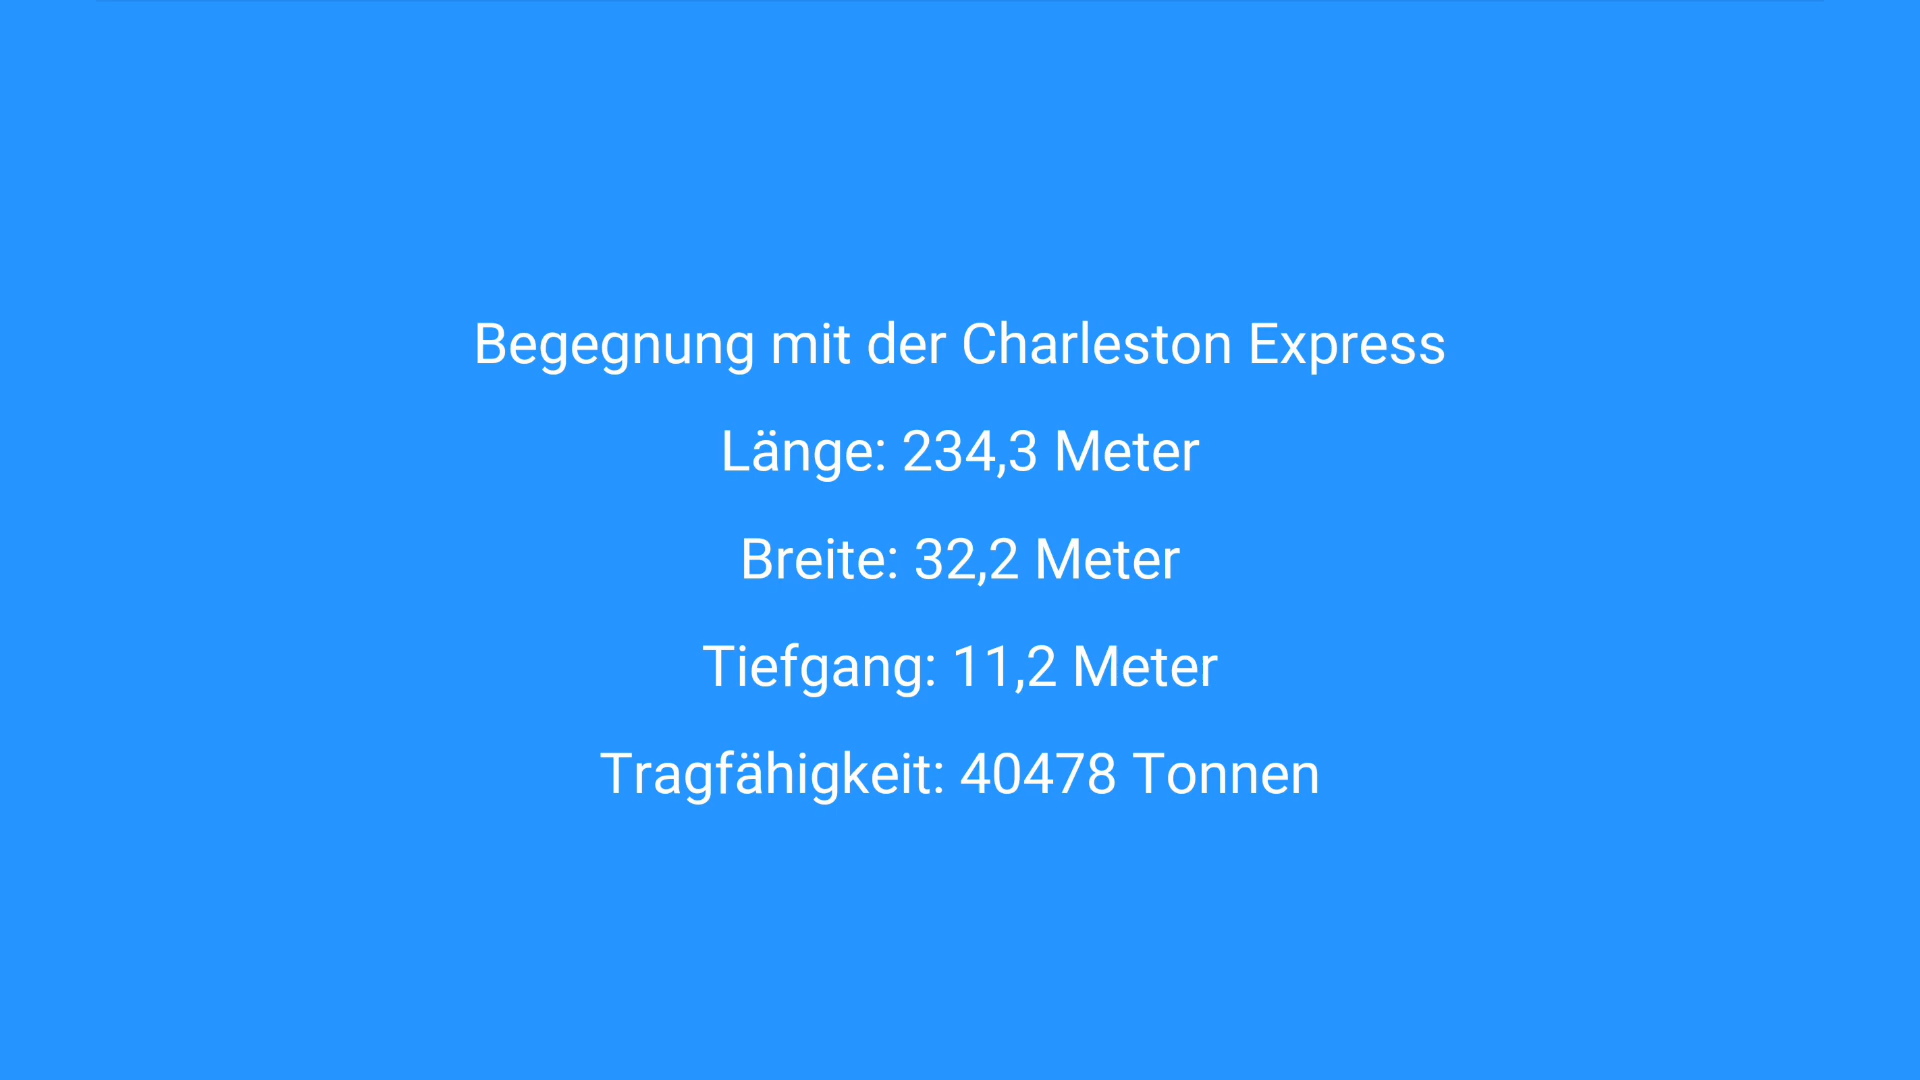 Begegnung mit der Charleston Express
Länge: 234,3 Meter
Breite: 32,2 Meter
Tiefgang: 11,2 Meter
Tragfähigkeit: 40478 Tonnen